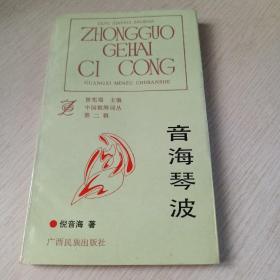 ZHONGGUO
GEHAI
CI CONG
GUANGXI MINZU CHUBANSHE
主编
中国歌海词丛
第二辑
音海琴波
倪音海 著
广西民族出版社